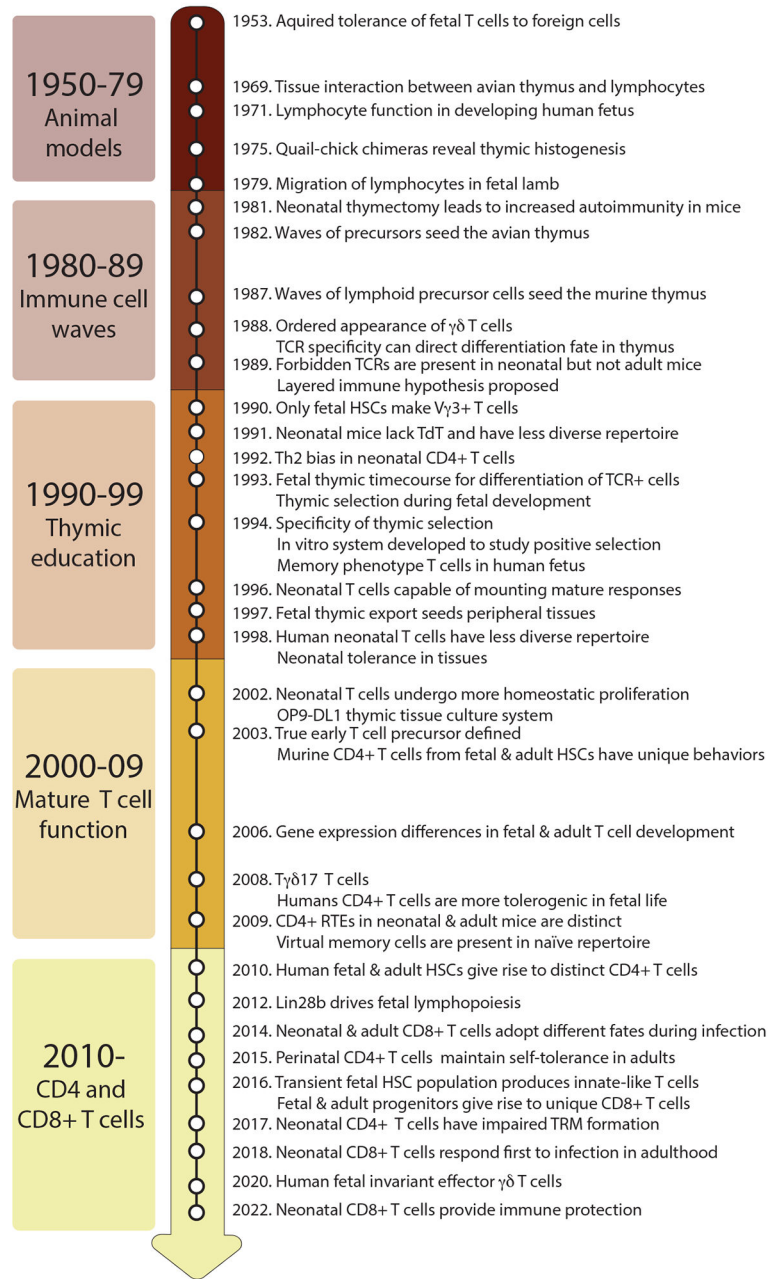 1950-79
Animal
models
1953. Aquired tolerance of fetal T cells to foreign cells
1969. Tissue interaction between avian thymus and lymphocytes
1971. Lymphocyte function in developing human fetus
1975. Quail-chick chimeras reveal thymic histogenesis
1979. Migration of lymphocytes in fetal lamb
1980-89
Immune cell
waves
1981. Neonatal thymectomy leads to increased autoimmunity in mice
1982. Waves of precursors seed the avian thymus
1987. Waves of lymphoid precursor cells seed the murine thymus
1988. Ordered appearance of γδ T cells
TCR specificity can direct differentiation fate in thymus
1989. Forbidden TCRs are present in neonatal but not adult mice
Layered immune hypothesis proposed
1990-99
Thymic
education
1990. Only fetal HSCs make Vγ3+ T cells
1991. Neonatal mice lack TdT and have less diverse repertoire
1992. Th2 bias in neonatal CD4+ T cells
1993. Fetal thymic timecourse for differentiation of TCR+ cells
Thymic selection during fetal development
1994. Specificity of thymic selection
In vitro system developed to study positive selection
Memory phenotype T cells in human fetus
1996. Neonatal T cells capable of mounting mature responses
1997. Fetal thymic export seeds peripheral tissues
1998. Human neonatal T cells have less diverse repertoire
Neonatal tolerance in tissues
2000-09
Mature T cell
function
2002. Neonatal T cells undergo more homeostatic proliferation
OP9-DL1 thymic tissue culture system
2003. True early T cell precursor defined
Murine CD4+ T cells from fetal & adult HSCs have unique behaviors
2006. Gene expression differences in fetal & adult T cell development
2008. Tγδ17 T cells
Humans CD4+ T cells are more tolerogenic in fetal life
2009. CD4+ RTEs in neonatal & adult mice are distinct
Virtual memory cells are present in naïve repertoire
2010-
CD4 and
CD8+ T cells
2010. Human fetal & adult HSCs give rise to distinct CD4+ T cells
2012. Lin28b drives fetal lymphopoiesis
2014. Neonatal & adult CD8+ T cells adopt different fates during infection
2015. Perinatal CD4+ T cells maintain self-tolerance in adults
2016. Transient fetal HSC population produces innate-like T cells
Fetal & adult progenitors give rise to unique CD8+ T cells
2017. Neonatal CD4+ T cells have impaired TRM formation
2018. Neonatal CD8+ T cells respond first to infection in adulthood
2020. Human fetal invariant effector γδ T cells
2022. Neonatal CD8+ T cells provide immune protection